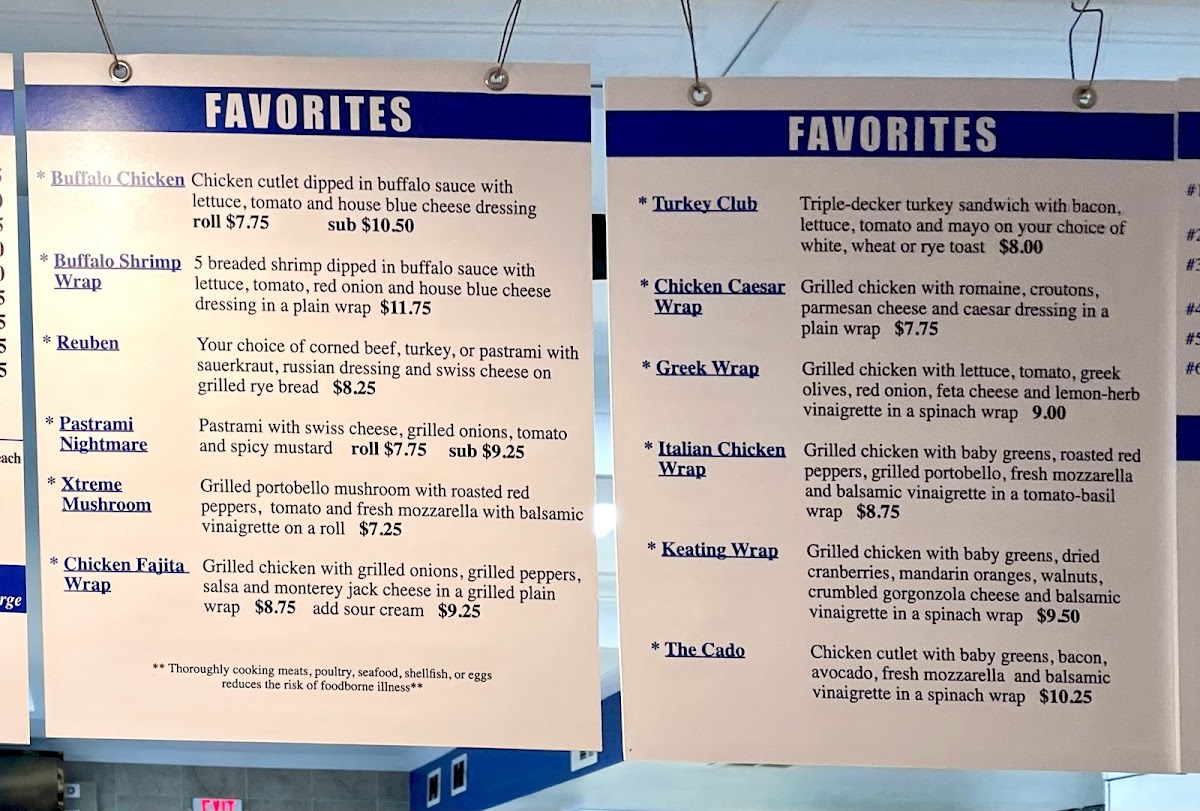 FAVORITES
* Buffalo Chicken Chicken cutlet dipped in buffalo sauce with
lettuce, tomato and house blue cheese dressing
roll $7.75 sub $10.50
* Buffalo Shrimp 5 breaded shrimp dipped in buffalo sauce with
Wrap lettuce, tomato, red onion and house blue cheese
dressing in a plain wrap $11.75
* Reuben Your choice of corned beef, turkey, or pastrami with
sauerkraut, russian dressing and swiss cheese on
grilled rye bread $8.25
* Pastrami Pastrami with swiss cheese, grilled onions, tomato
Nightmare and spicy mustard roll $7.75 sub $9.25
* Xtreme Grilled portobello mushroom with roasted red
Mushroom peppers, tomato and fresh mozzarella with balsamic
vinaigrette on a roll $7.25
* Chicken Fajita Grilled chicken with grilled onions, grilled peppers,
Wrap salsa and monterey jack cheese in a grilled plain
wrap $8.75 add sour cream $9.25
** Thoroughly cooking meats, poultry, seafood, shellfish, or eggs
reduces the risk of foodborne illness**
FAVORITES
* Turkey Club Triple-decker turkey sandwich with bacon,
lettuce, tomato and mayo on your choice of
white, wheat or rye toast $8.00
* Chicken Caesar Grilled chicken with romaine, croutons,
Wrap parmesan cheese and caesar dressing in a
plain wrap $7.75
* Greek Wrap Grilled chicken with lettuce, tomato, greek
olives, red onion, feta cheese and lemon-herb
vinaigrette in a spinach wrap 9.00
* Italian Chicken Grilled chicken with baby greens, roasted red
Wrap peppers, grilled portobello, fresh mozzarella
and balsamic vinaigrette in a tomato-basil
wrap $8.75
* Keating Wrap Grilled chicken with baby greens, dried
cranberries, mandarin oranges, walnuts,
crumbled gorgonzola cheese and balsamic
vinaigrette in a spinach wrap $9.50
* The Cado Chicken cutlet with baby greens, bacon,
avocado, fresh mozzarella and balsamic
vinaigrette in a spinach wrap $10.25
EXIT